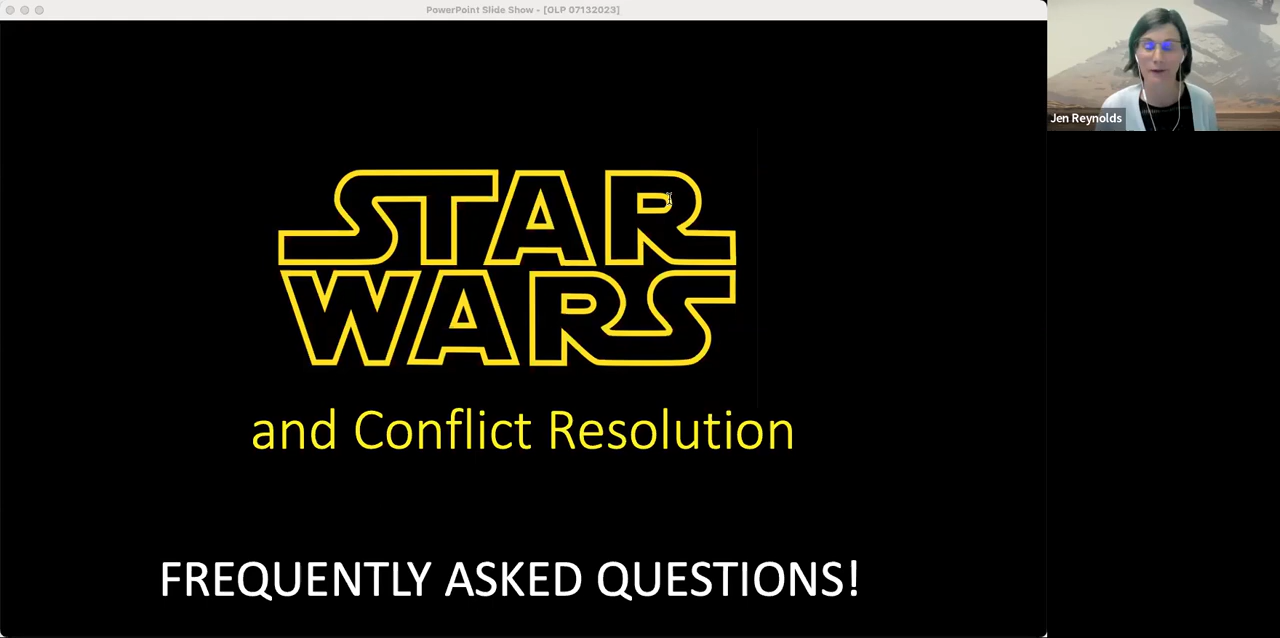 PowerPoint Slide Show - [OLP 07132023]
Jen Reynolds
STAR
WARS
and Conflict Resolution
FREQUENTLY ASKED QUESTIONS!